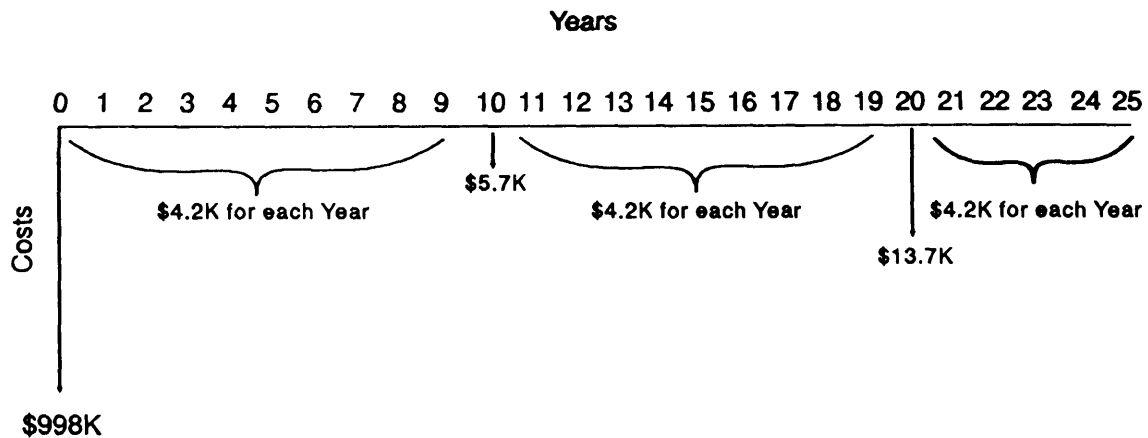 Years
0 1 2 3 4 5 6 7 8 9 10 11 12 13 14 15 16 17 18 19 20 21 22 23 24 25
$5.7K
$4.2K for each Year $4.2K for each Year $4.2K for each Year
Costs
$13.7K
$998K